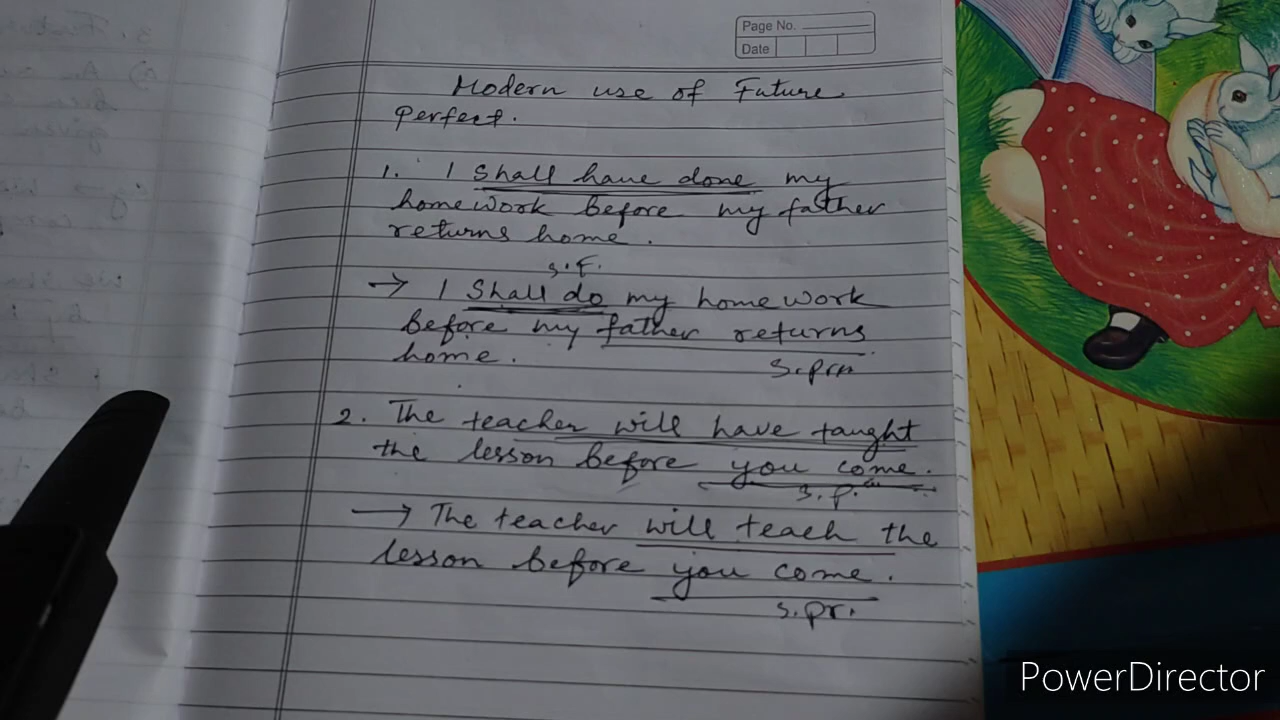 Page No.
Date
Modern use of Future
Perfect.
1. I Shall have done my
homework before my father
returns home.
S.F.
→ I Shall do my homework
before my father returns
home.
S.prn
2. The teacher will have taught
the lesson before you come.
S.P.
→ The teacher will teach the
lesson before you come.
S.pr.
PowerDirector